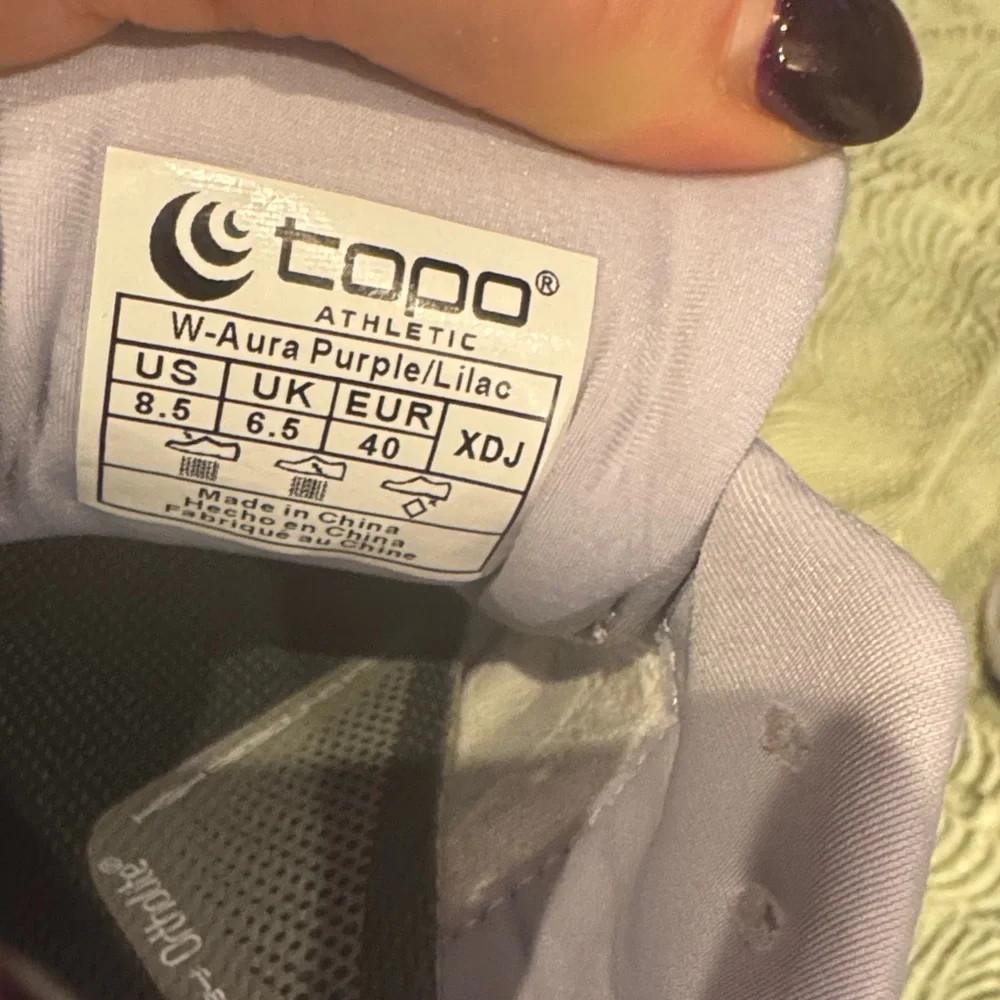 topo®
ATHLETIC
W-Aura Purple/Lilac
US UK EUR XDJ
8.5 6.5 40
Made in China
Hecho en China
Fabriqué au Chine
Ortholite®